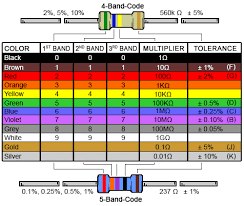 4-Band-Code
2%, 5%, 10%
560k Ω ± 5%
COLOR 1ST BAND 2ND BAND 3RD BAND MULTIPLIER TOLERANCE
Black 0 0 0 1Ω
Brown 1 1 1 10Ω ± 1% (F)
Red 2 2 2 100Ω ± 2% (G)
Orange 3 3 3 1KΩ
Yellow 4 4 4 10KΩ
Green 5 5 5 100KΩ ± 0.5% (D)
Blue 6 6 6 1MΩ ± 0.25% (C)
Violet 7 7 7 10MΩ ± 0.10% (B)
Grey 8 8 8 ± 0.05%
White 9 9 9
Gold 0.1Ω ± 5% (J)
Silver 0.01Ω ± 10% (K)
0.1%, 0.25%, 0.5%, 1%
237 Ω ± 1%
5-Band-Code